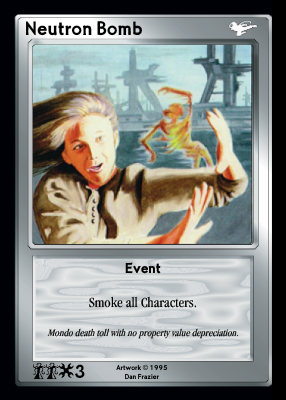 Neutron Bomb
Event
Smoke all Characters.
Mondo death toll with no property value depreciation.
3
Artwork © 1995
Dan Frazier